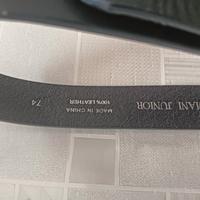 MANI JUNIOR
MADE IN CHINA
100% LEATHER
74